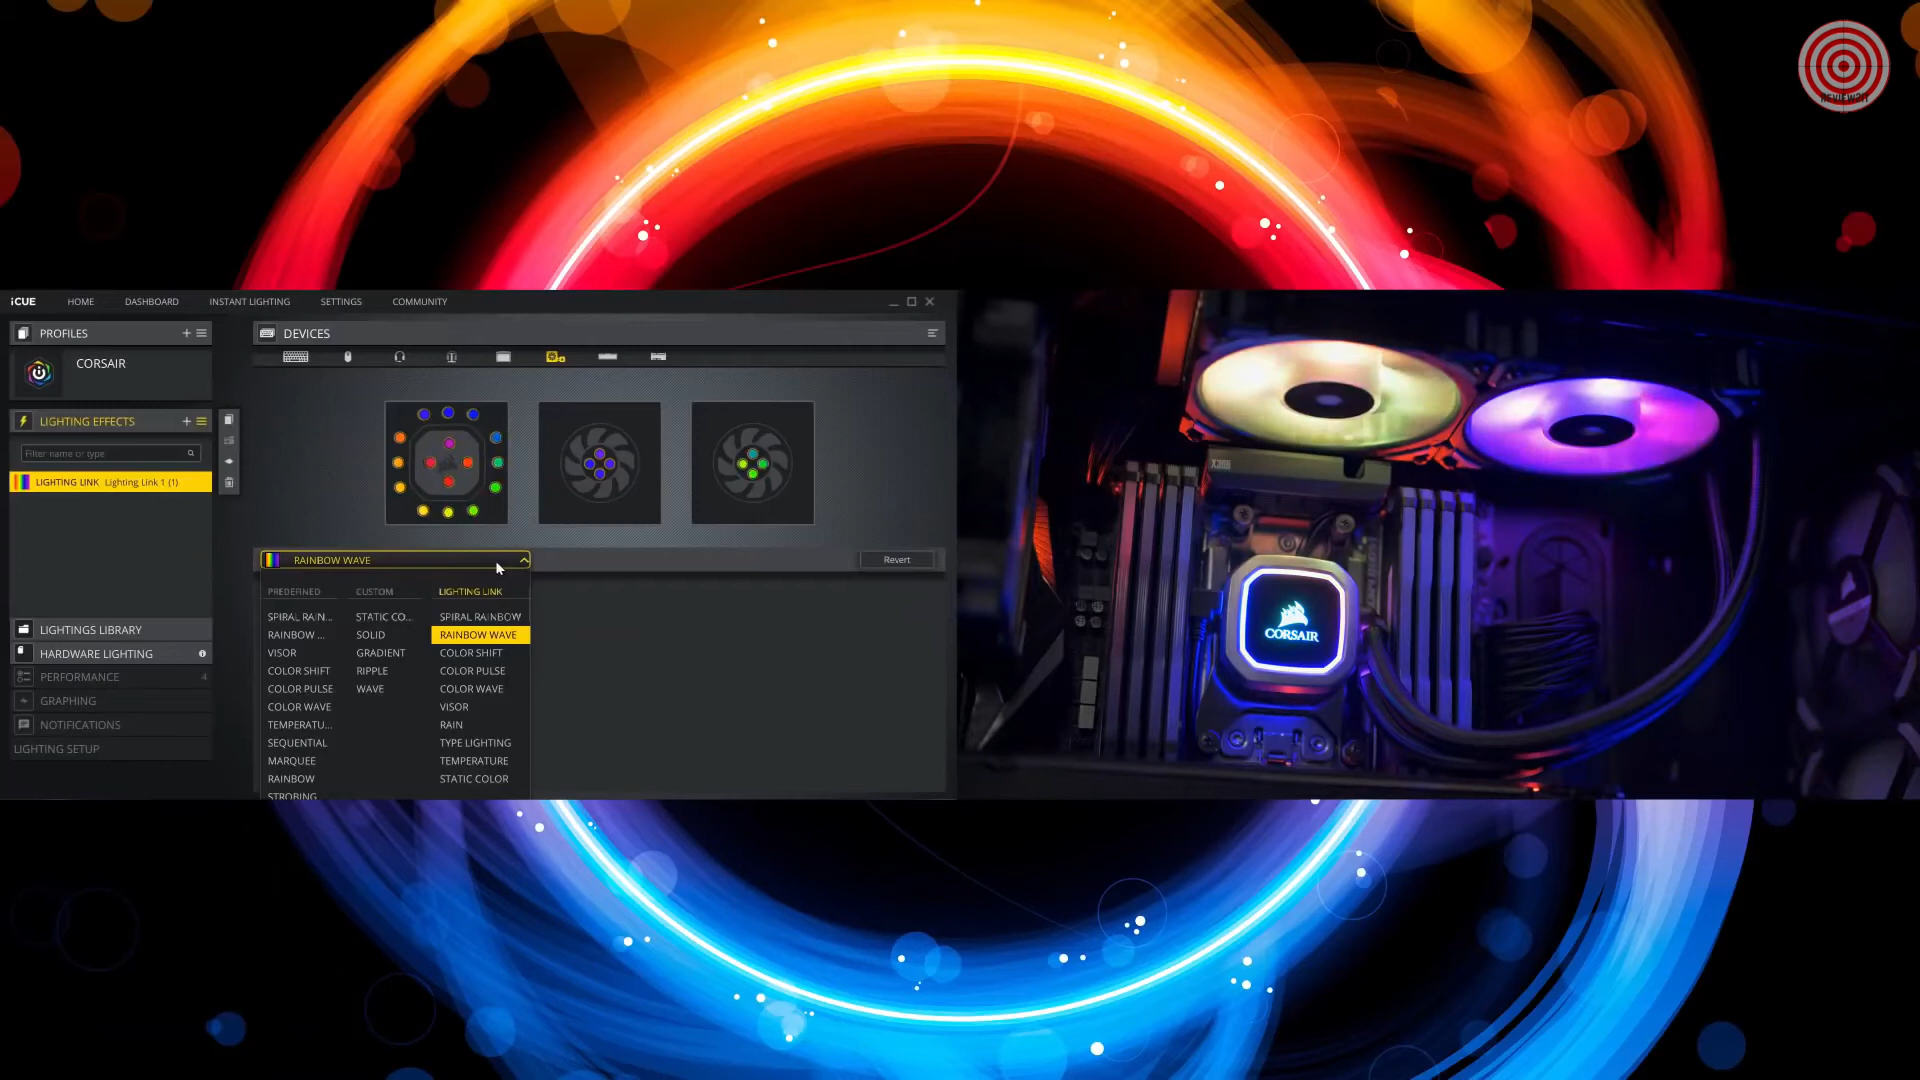 REVIEW2IT
iCUE HOME DASHBOARD INSTANT LIGHTING SETTINGS COMMUNITY
PROFILES
CORSAIR
LIGHTING EFFECTS
Filter name or type
LIGHTING LINK Lighting Link 1 (1)
LIGHTINGS LIBRARY
HARDWARE LIGHTING
PERFORMANCE 4
GRAPHING
NOTIFICATIONS
LIGHTING SETUP
DEVICES
RAINBOW WAVE
Revert
PREDEFINED CUSTOM LIGHTING LINK
SPIRAL RAIN... STATIC CO... SPIRAL RAINBOW
RAINBOW ... SOLID RAINBOW WAVE
VISOR GRADIENT COLOR SHIFT
COLOR SHIFT RIPPLE COLOR PULSE
COLOR PULSE WAVE COLOR WAVE
COLOR WAVE VISOR
TEMPERATU... RAIN
SEQUENTIAL TYPE LIGHTING
MARQUEE TEMPERATURE
RAINBOW STATIC COLOR
STROBING
X299
CORSAIR